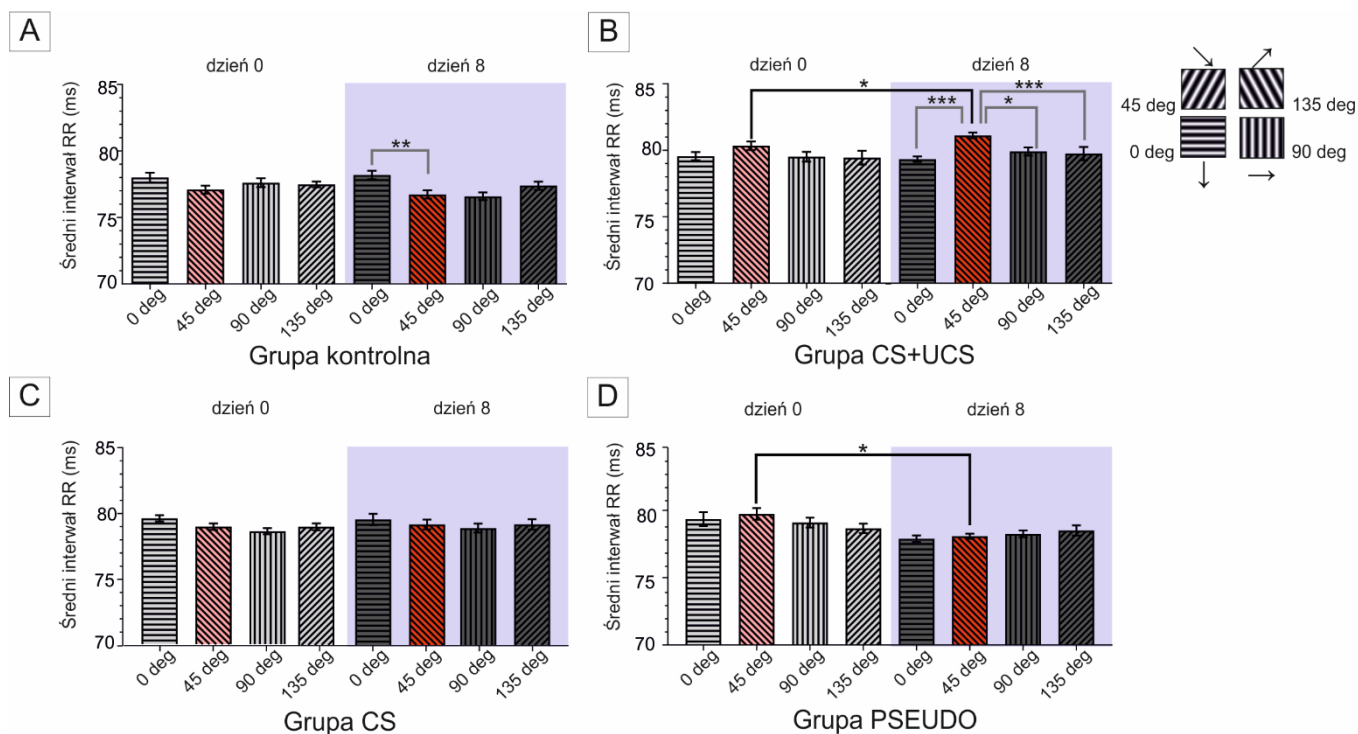 A
dzień 0
dzień 8
Średni interwał RR (ms)
85
80
75
70
**
0 deg
45 deg
90 deg
135 deg
0 deg
45 deg
90 deg
135 deg
Grupa kontrolna
B
dzień 0
dzień 8
Średni interwał RR (ms)
85
80
75
70
*
***
*
***
0 deg
45 deg
90 deg
135 deg
0 deg
45 deg
90 deg
135 deg
Grupa CS+UCS
45 deg
135 deg
0 deg
90 deg
C
dzień 0
dzień 8
Średni interwał RR (ms)
85
80
75
70
0 deg
45 deg
90 deg
135 deg
0 deg
45 deg
90 deg
135 deg
Grupa CS
D
dzień 0
dzień 8
Średni interwał RR (ms)
85
80
75
70
*
0 deg
45 deg
90 deg
135 deg
0 deg
45 deg
90 deg
135 deg
Grupa PSEUDO